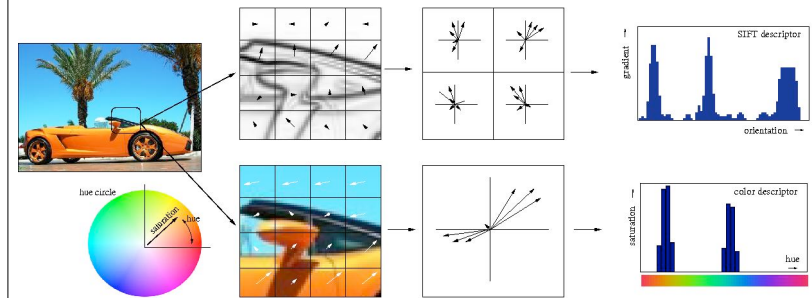 SIFT descriptor
gradient
orientation
hue circle
saturation
hue
color descriptor
saturation
hue